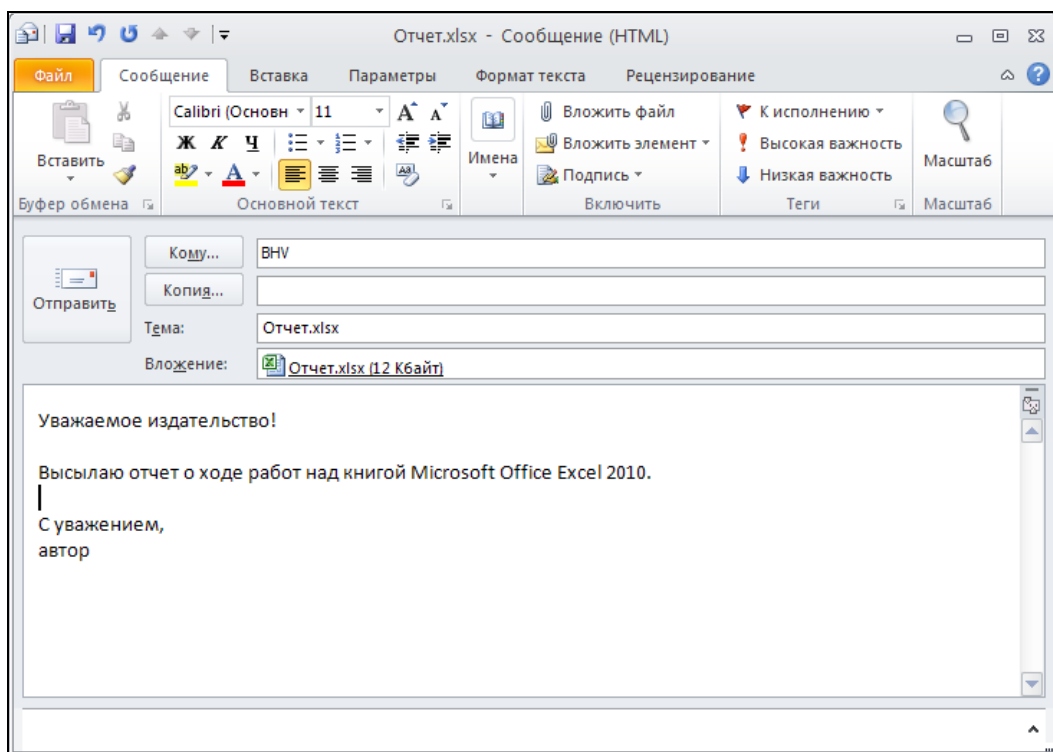 Отчет.xlsx - Сообщение (HTML)
Файл Сообщение Вставка Параметры Формат текста Рецензирование
Вставить
Буфер обмена
Calibri (Основн 11
Ж К Ч
Основной текст
Имена
Вложить файл
Вложить элемент
Подпись
Включить
К исполнению
Высокая важность
Низкая важность
Теги
Масштаб
Масштаб
Отправить
Кому... BHV
Копия...
Тема: Отчет.xlsx
Вложение: Отчет.xlsx (12 Кбайт)
Уважаемое издательство!
Высылаю отчет о ходе работ над книгой Microsoft Office Excel 2010.
С уважением,
автор